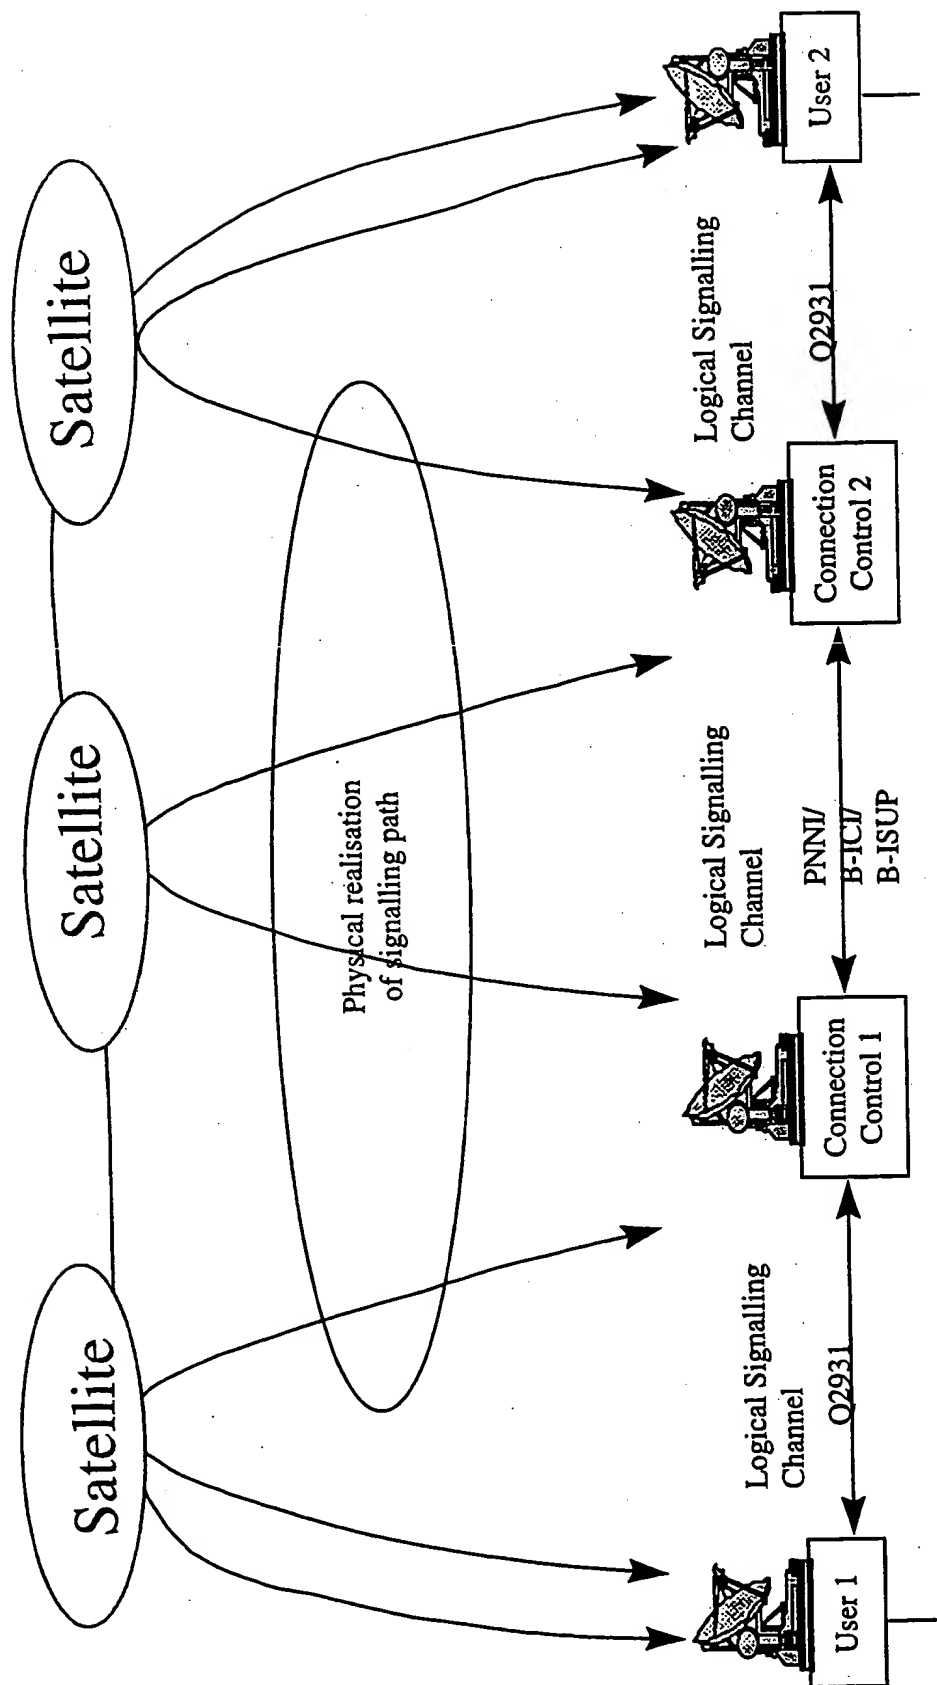 Satellite
Satellite
Satellite
Physical realisation
of signalling path
Logical Signalling
Channel
Logical Signalling
Channel
Logical Signalling
Channel
Q2931
PNNI/
B-ICI/
B-ISUP
Q2931
User 1
Connection
Control 1
Connection
Control 2
User 2